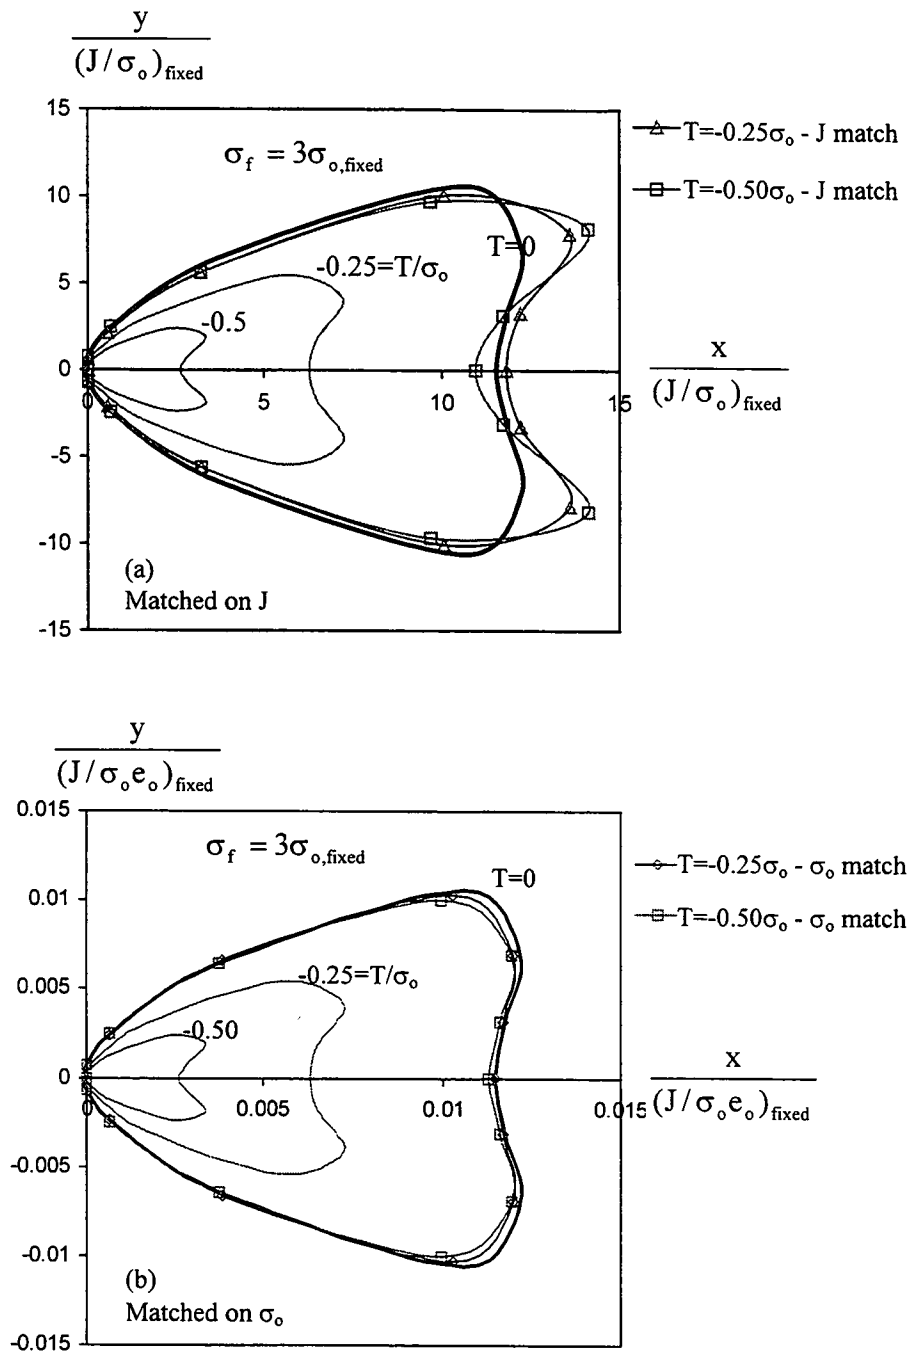 y
(J/σo)fixed
15
10
5
0
-5
-10
-15
σf = 3σo,fixed
T=-0.25σo - J match
T=-0.50σo - J match
T=0
-0.25=T/σo
-0.5
0
5
10
15
x
(J/σo)fixed
(a)
Matched on J
y
(J/σoeo)fixed
0.015
0.01
0.005
0
-0.005
-0.01
-0.015
σf = 3σo,fixed
T=0
T=-0.25σo - σo match
T=-0.50σo - σo match
-0.25=T/σo
-0.50
0
0.005
0.01
0.015
x
(J/σoeo)fixed
(b)
Matched on σo